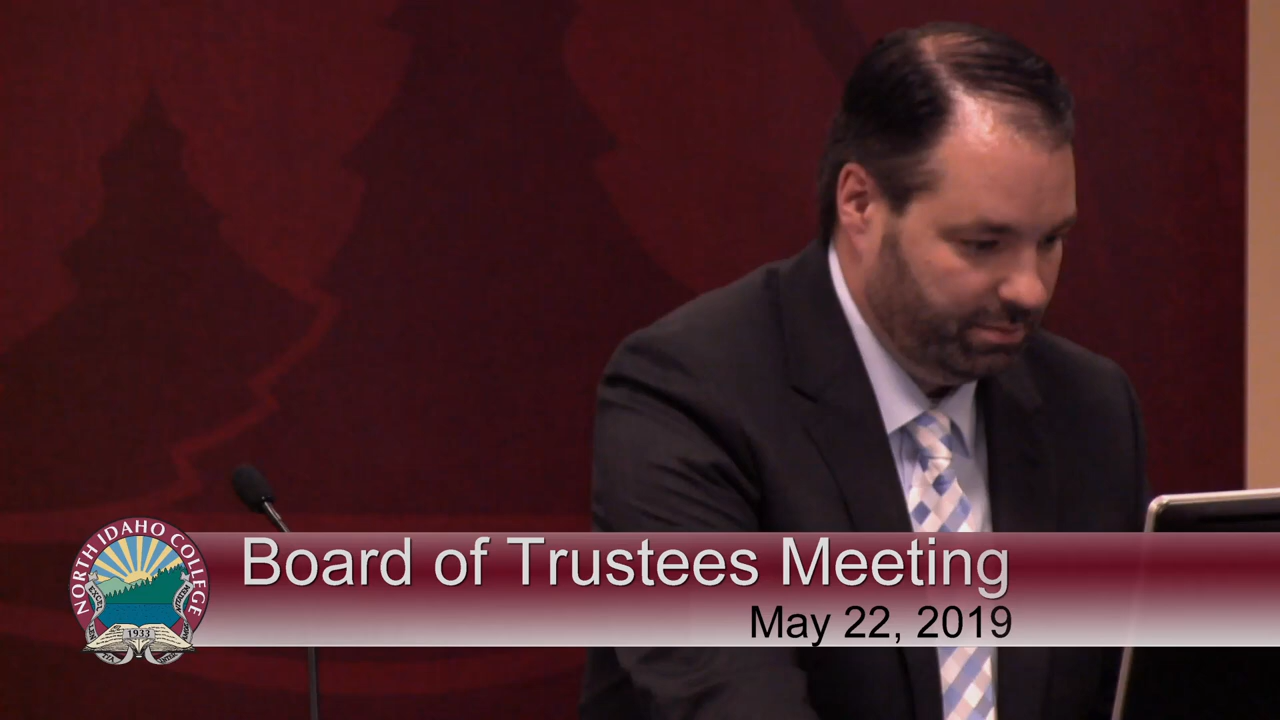 NORTH IDAHO COLLEGE
1933
Board of Trustees Meeting
May 22, 2019